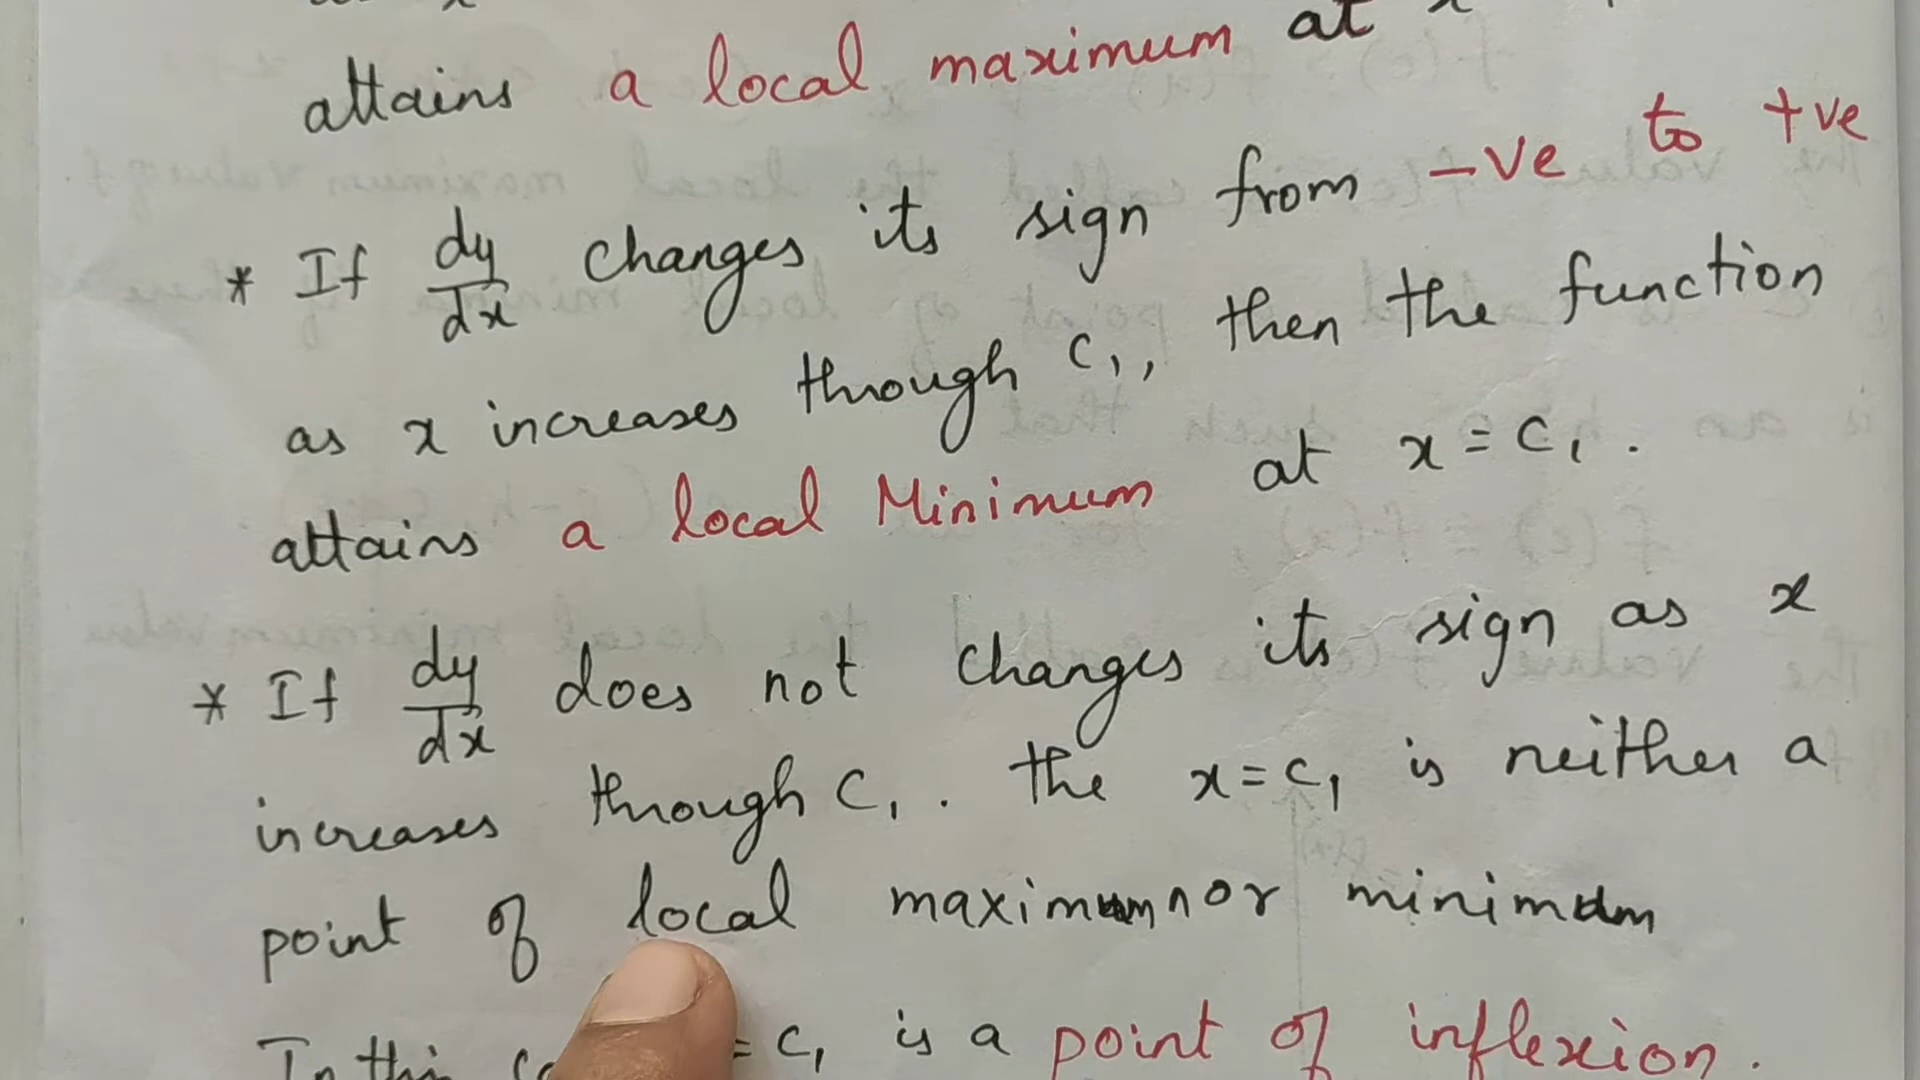 attains a local maximum at x
* If dy/dx changes its sign from -ve to +ve
as x increases through c₁, then the function
attains a local Minimum at x = c₁.
* If dy/dx does not changes its sign as x
increases through c₁. the x=c₁ is neither a
point of local maximum nor minimum
In this = c₁ is a point of inflexion.